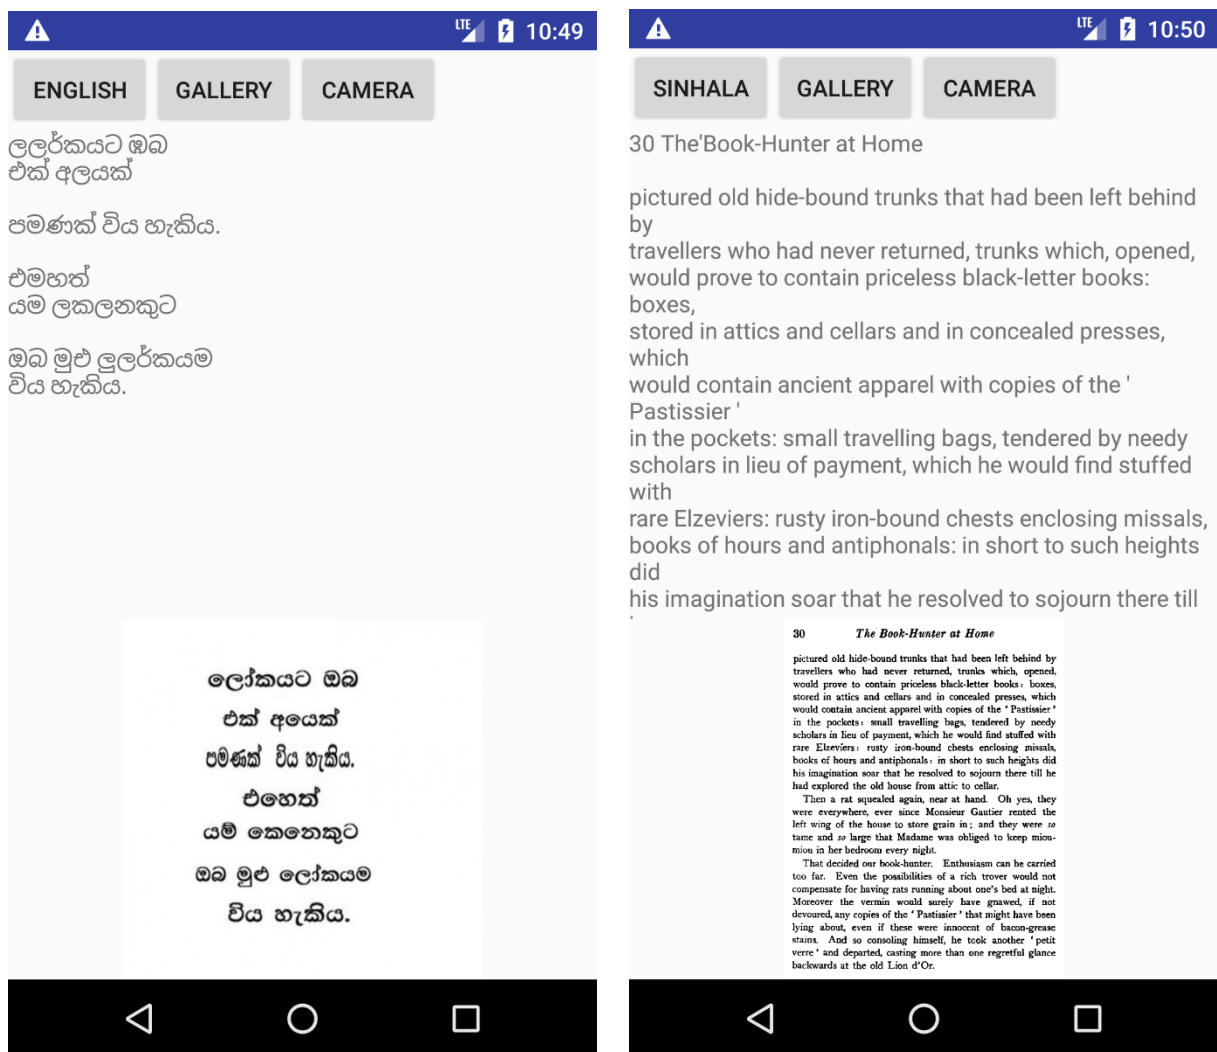 LTE 10:49
ENGLISH GALLERY CAMERA
ලලර්කයට ඹබ
එක් අලයක්
පමණක් විය හැකිය.
එමහත්
යම ලකලනකුට
ඔබ මුළු ලුලර්කයම
විය හැකිය.
ලෝකයට ඔබ
එක් අයෙක්
පමණක් විය හැකිය.
එහෙත්
යම් කෙනෙකුට
ඔබ මුළු ලෝකයම
විය හැකිය.
LTE 10:50
SINHALA GALLERY CAMERA
30 The'Book-Hunter at Home
pictured old hide-bound trunks that had been left behind
by
travellers who had never returned, trunks which, opened,
would prove to contain priceless black-letter books:
boxes,
stored in attics and cellars and in concealed presses,
which
would contain ancient apparel with copies of the '
Pastissier '
in the pockets: small travelling bags, tendered by needy
scholars in lieu of payment, which he would find stuffed
with
rare Elzeviers: rusty iron-bound chests enclosing missals,
books of hours and antiphonals: in short to such heights
did
his imagination soar that he resolved to sojourn there till
30 The Book-Hunter at Home
pictured old hide-bound trunks that had been left behind by
travellers who had never returned, trunks which, opened,
would prove to contain priceless black-letter books: boxes,
stored in attics and cellars and in concealed presses, which
would contain ancient apparel with copies of the ' Pastissier '
in the pockets: small travelling bags, tendered by needy
scholars in lieu of payment, which he would find stuffed with
rare Elzeviers: rusty iron-bound chests enclosing missals,
books of hours and antiphonals: in short to such heights did
his imagination soar that he resolved to sojourn there till he
had explored the old house from attic to cellar.
Then a rat squealed again, near at hand. Oh yes, they
were everywhere, ever since Monsieur Gautier rented the
left wing of the house to store grain in; and they were so
tame and so large that Madame was obliged to keep miou-
miou in her bedroom every night.
That decided our book-hunter. Enthusiasm can be carried
too far. Even the possibilities of a rich trover would not
compensate for having rats running about one's bed at night.
Moreover the vermin would surely have gnawed, if not
devoured, any copies of the ' Pastissier ' that might have been
lying about, even if these were innocent of bacon-grease
stains. And so consoling himself, he took another ' petit
verre ' and departed, casting more than one regretful glance
backwards at the old Lion d'Or.